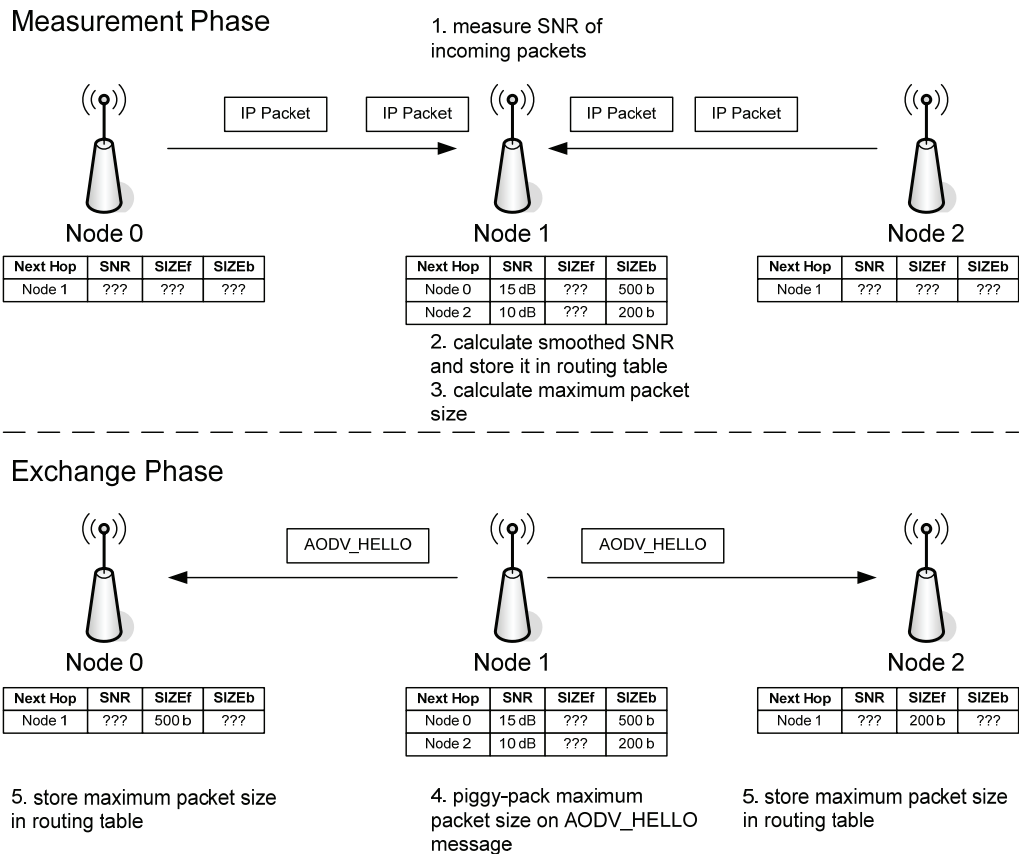 Measurement Phase
1. measure SNR of
incoming packets
IP Packet
IP Packet
IP Packet
IP Packet
Node 0
Node 1
Node 2
Next Hop SNR SIZEf SIZEb
Node 1 ??? ??? ???
Next Hop SNR SIZEf SIZEb
Node 0 15 dB ??? 500 b
Node 2 10 dB ??? 200 b
Next Hop SNR SIZEf SIZEb
Node 1 ??? ??? ???
2. calculate smoothed SNR
and store it in routing table
3. calculate maximum packet
size
Exchange Phase
AODV_HELLO
AODV_HELLO
Node 0
Node 1
Node 2
Next Hop SNR SIZEf SIZEb
Node 1 ??? 500 b ???
Next Hop SNR SIZEf SIZEb
Node 0 15 dB ??? 500 b
Node 2 10 dB ??? 200 b
Next Hop SNR SIZEf SIZEb
Node 1 ??? 200 b ???
5. store maximum packet size
in routing table
4. piggy-pack maximum
packet size on AODV_HELLO
message
5. store maximum packet size
in routing table